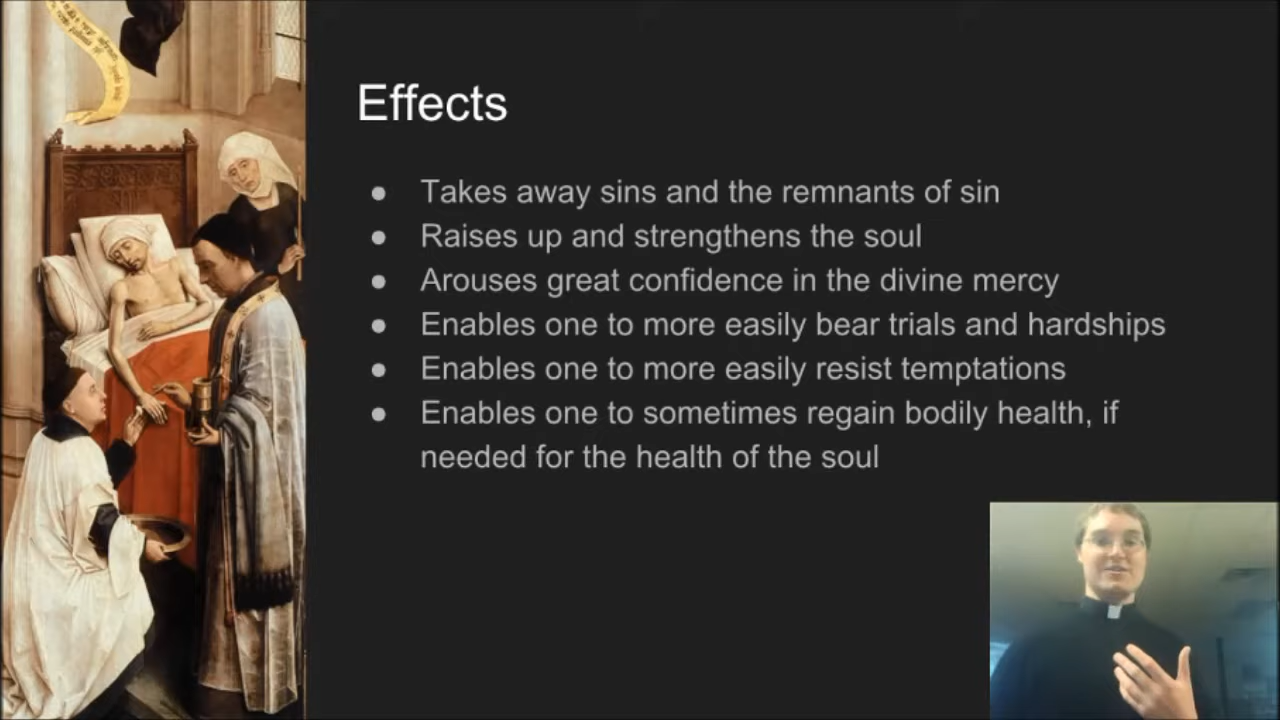 Effects
● Takes away sins and the remnants of sin
● Raises up and strengthens the soul
● Arouses great confidence in the divine mercy
● Enables one to more easily bear trials and hardships
● Enables one to more easily resist temptations
● Enables one to sometimes regain bodily health, if
needed for the health of the soul